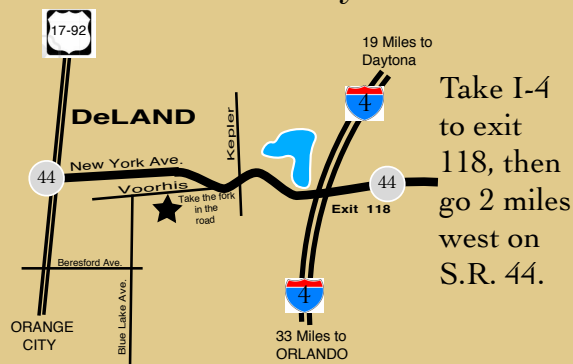 17-92
19 Miles to
Daytona
4
DeLAND
Kepler
Take I-4
to exit
118, then
go 2 miles
west on
S.R. 44.
44
New York Ave.
Voorhis
44
Take the fork
in the
road
Exit 118
Beresford Ave.
Blue Lake Ave.
4
ORANGE
CITY
33 Miles to
ORLANDO